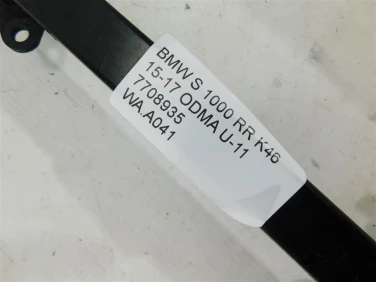 BMW S 1000 RR K46
15-17 ODMA U-11
7708935
WA.A041